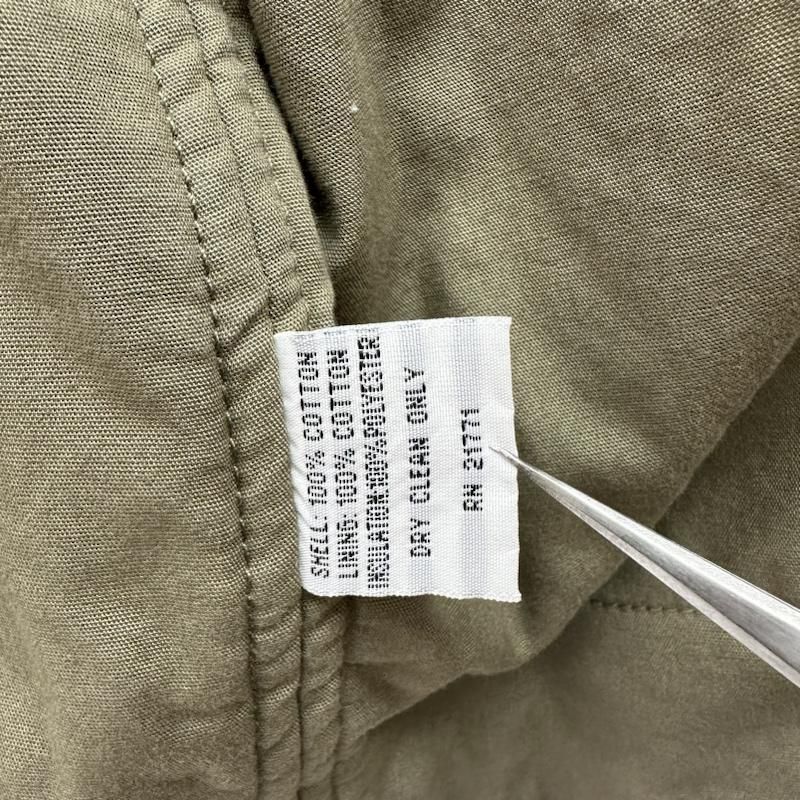 SHELL: 100% COTTON
LINING: 100% COTTON
INSULATION:100%POLYESTER
DRY CLEAN ONLY
RN 21771